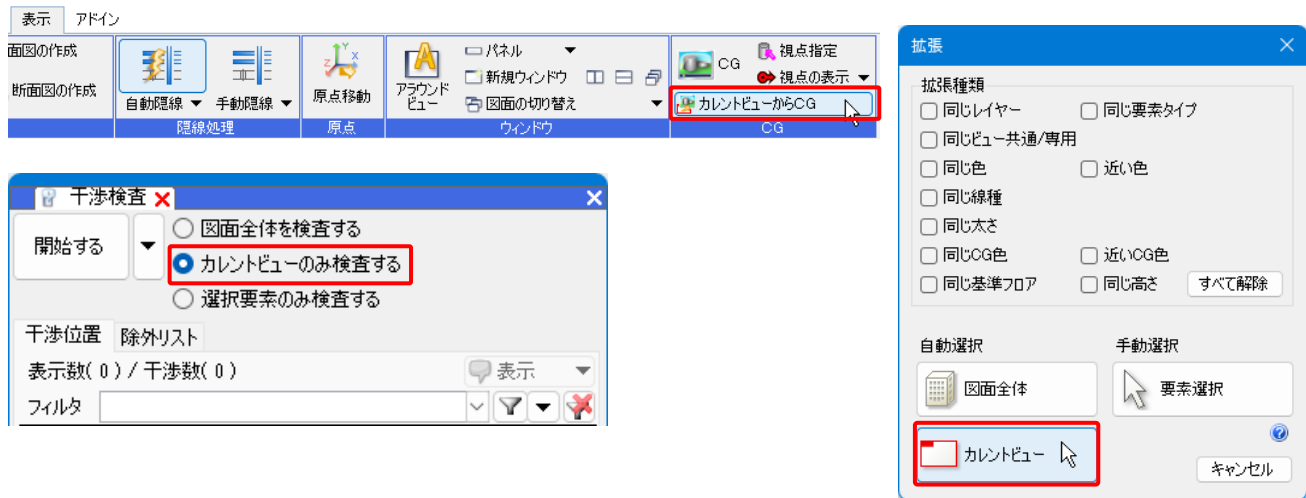 表示 アドイン
面図の作成
断面図の作成
自動隠線 手動隠線
隠線処理
原点移動
原点
アラウンド
ビュー
パネル
新規ウィンドウ
図面の切り替え
ウィンドウ
CG
視点指定
視点の表示
カレントビューからCG
CG
干渉検査
開始する
図面全体を検査する
カレントビューのみ検査する
選択要素のみ検査する
干渉位置 除外リスト
表示数( 0 ) / 干渉数( 0 )
表示
フィルタ
拡張
拡張種類
同じレイヤー 同じ要素タイプ
同じビュー共通/専用
同じ色 近い色
同じ線種
同じ太さ
同じCG色 近いCG色
同じ基準フロア 同じ高さ すべて解除
自動選択 手動選択
図面全体 要素選択
カレントビュー
キャンセル